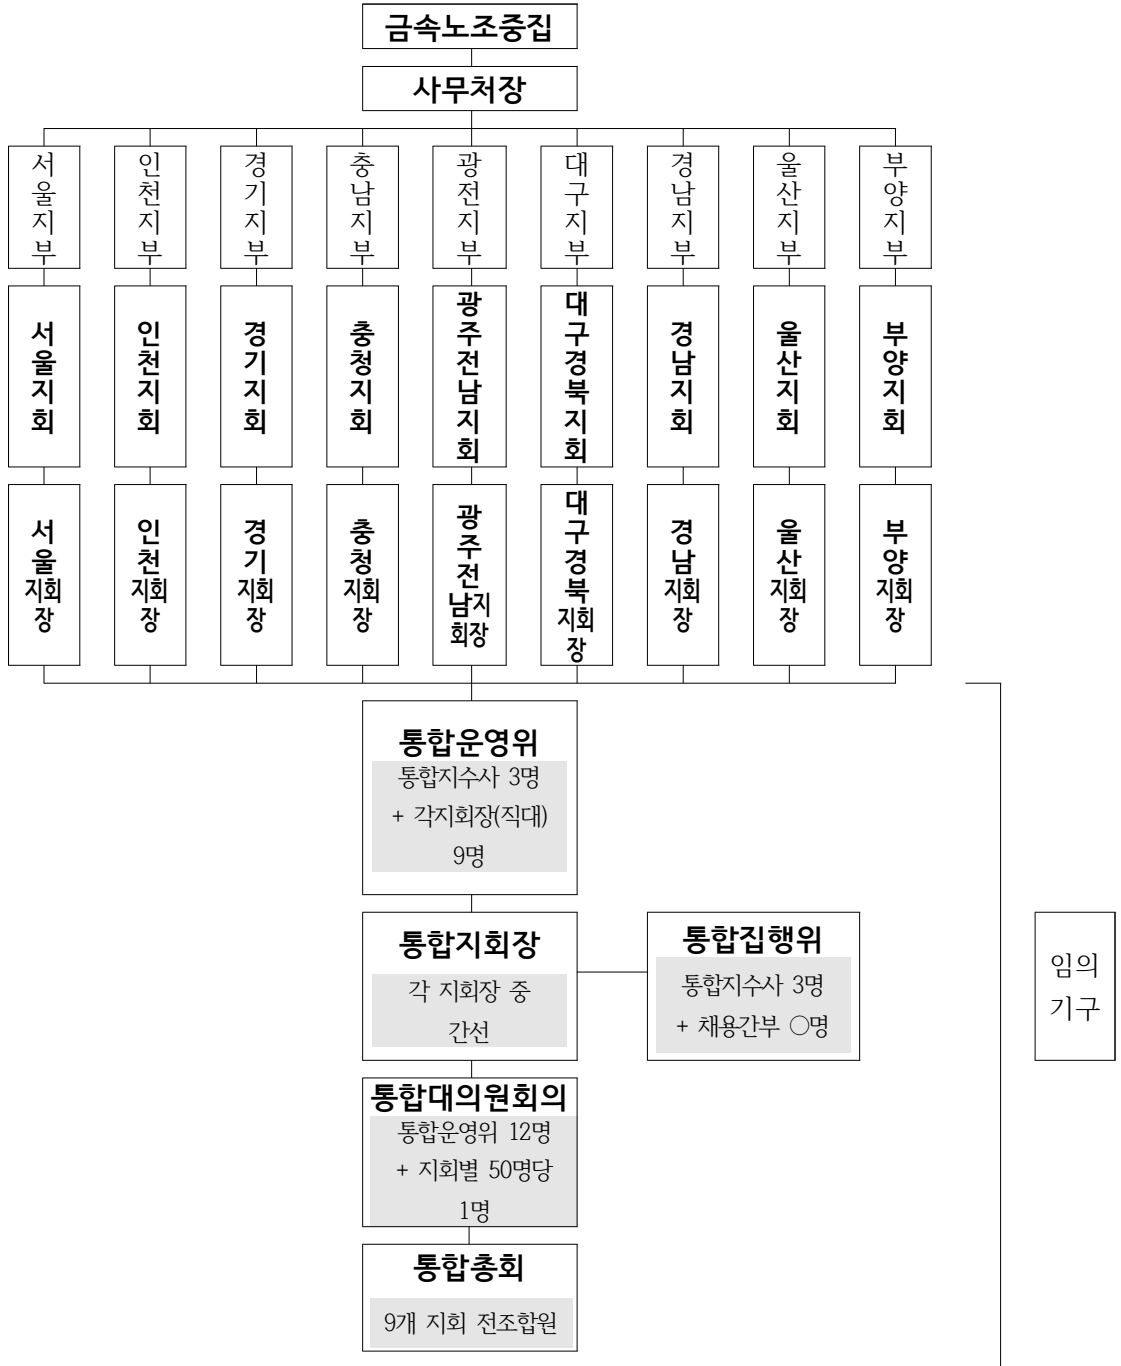 금속노조중집
사무처장
서울지부
인천지부
경기지부
충남지부
광전지부
대구지부
경남지부
울산지부
부양지부
서울지회
인천지회
경기지회
충청지회
광주전남지회
대구경북지회
경남지회
울산지회
부양지회
서울지회장
인천지회장
경기지회장
충청지회장
광주전남지회장
대구경북지회장
경남지회장
울산지회장
부양지회장
통합운영위
통합지수사 3명
+ 각지회장(직대)
9명
통합지회장
각 지회장 중
간선
통합집행위
통합지수사 3명
+ 채용간부 ○명
임의
기구
통합대의원회의
통합운영위 12명
+ 지회별 50명당
1명
통합총회
9개 지회 전조합원